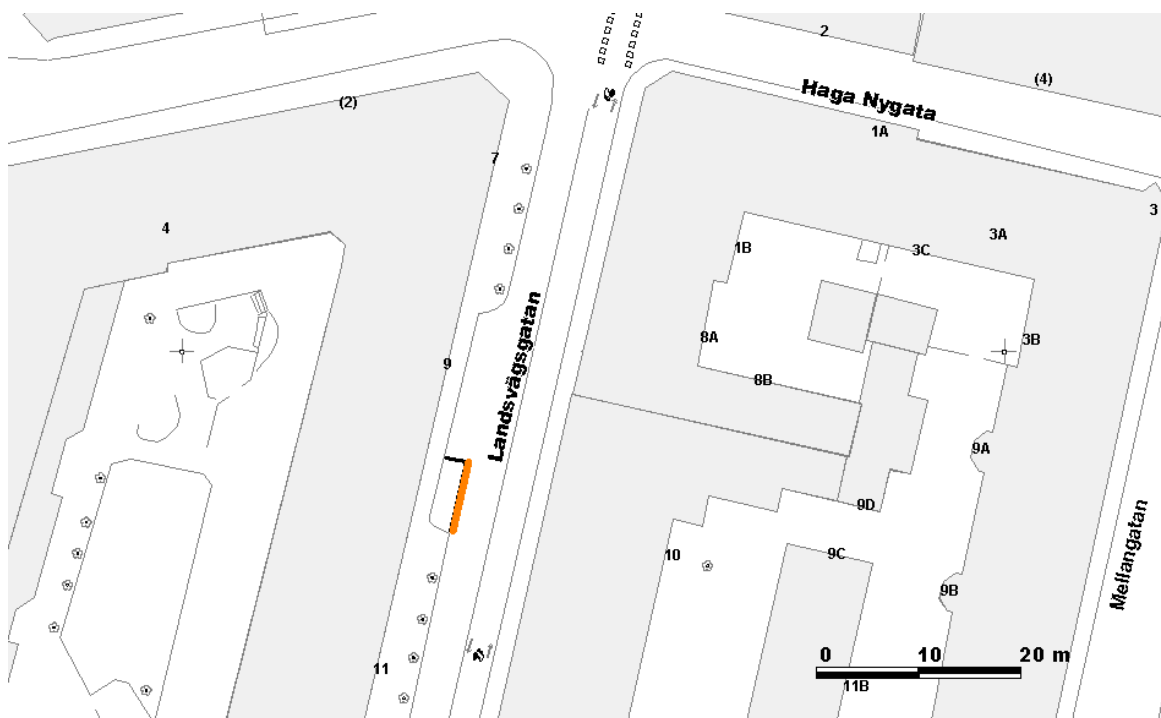 2
(4)
Haga Nygata
(2)
1A
7
3
4
3A
1B
3C
8A
3B
9
8B
Landsvägsgatan
9A
9D
10
9C
Mellangatan
9B
11
0 10 20 m
11B